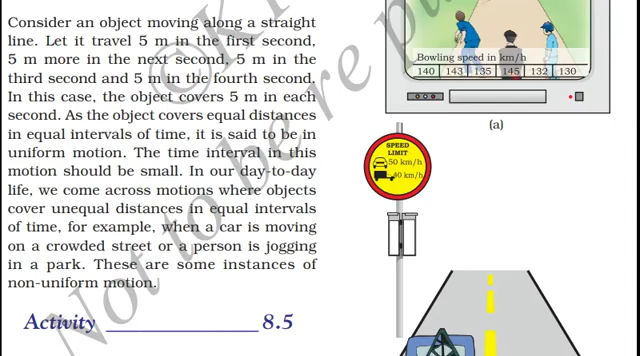 Consider an object moving along a straight
line. Let it travel 5 m in the first second,
5 m more in the next second, 5 m in the
third second and 5 m in the fourth second.
In this case, the object covers 5 m in each
second. As the object covers equal distances
in equal intervals of time, it is said to be in
uniform motion. The time interval in this
motion should be small. In our day-to-day
life, we come across motions where objects
cover unequal distances in equal intervals
of time, for example, when a car is moving
on a crowded street or a person is jogging
in a park. These are some instances of
non-uniform motion.
Activity ________________ 8.5
Bowling speed in km/h
140 143 135 145 132 130
(a)
SPEED
LIMIT
50 km/h
40 km/h
not to be re